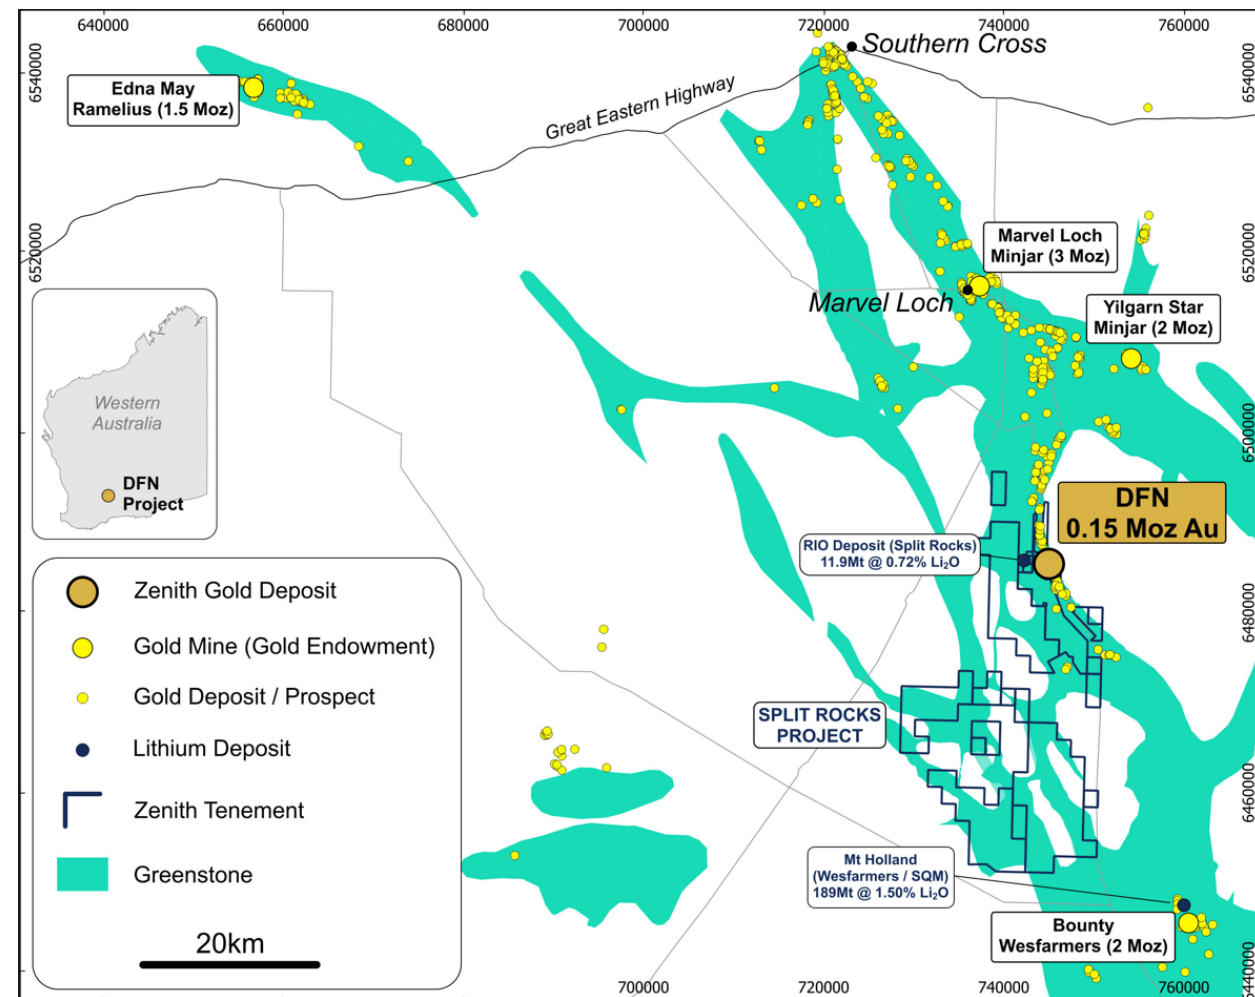 640000
660000
680000
700000
720000
740000
760000
6540000
6540000
Southern Cross
Edna May
Ramelius (1.5 Moz)
Great Eastern Highway
6520000
6520000
Marvel Loch
Minjar (3 Moz)
Marvel Loch
Yilgarn Star
Minjar (2 Moz)
Western
Australia
DFN
Project
6500000
DFN
0.15 Moz Au
RIO Deposit (Split Rocks)
11.9Mt @ 0.72% Li₂O
Zenith Gold Deposit
Gold Mine (Gold Endowment)
6480000
Gold Deposit / Prospect
SPLIT ROCKS
PROJECT
Lithium Deposit
6460000
Zenith Tenement
Greenstone
Mt Holland
(Wesfarmers / SQM)
189Mt @ 1.50% Li₂O
Bounty
Wesfarmers (2 Moz)
20km
6440000
700000
720000
740000
760000